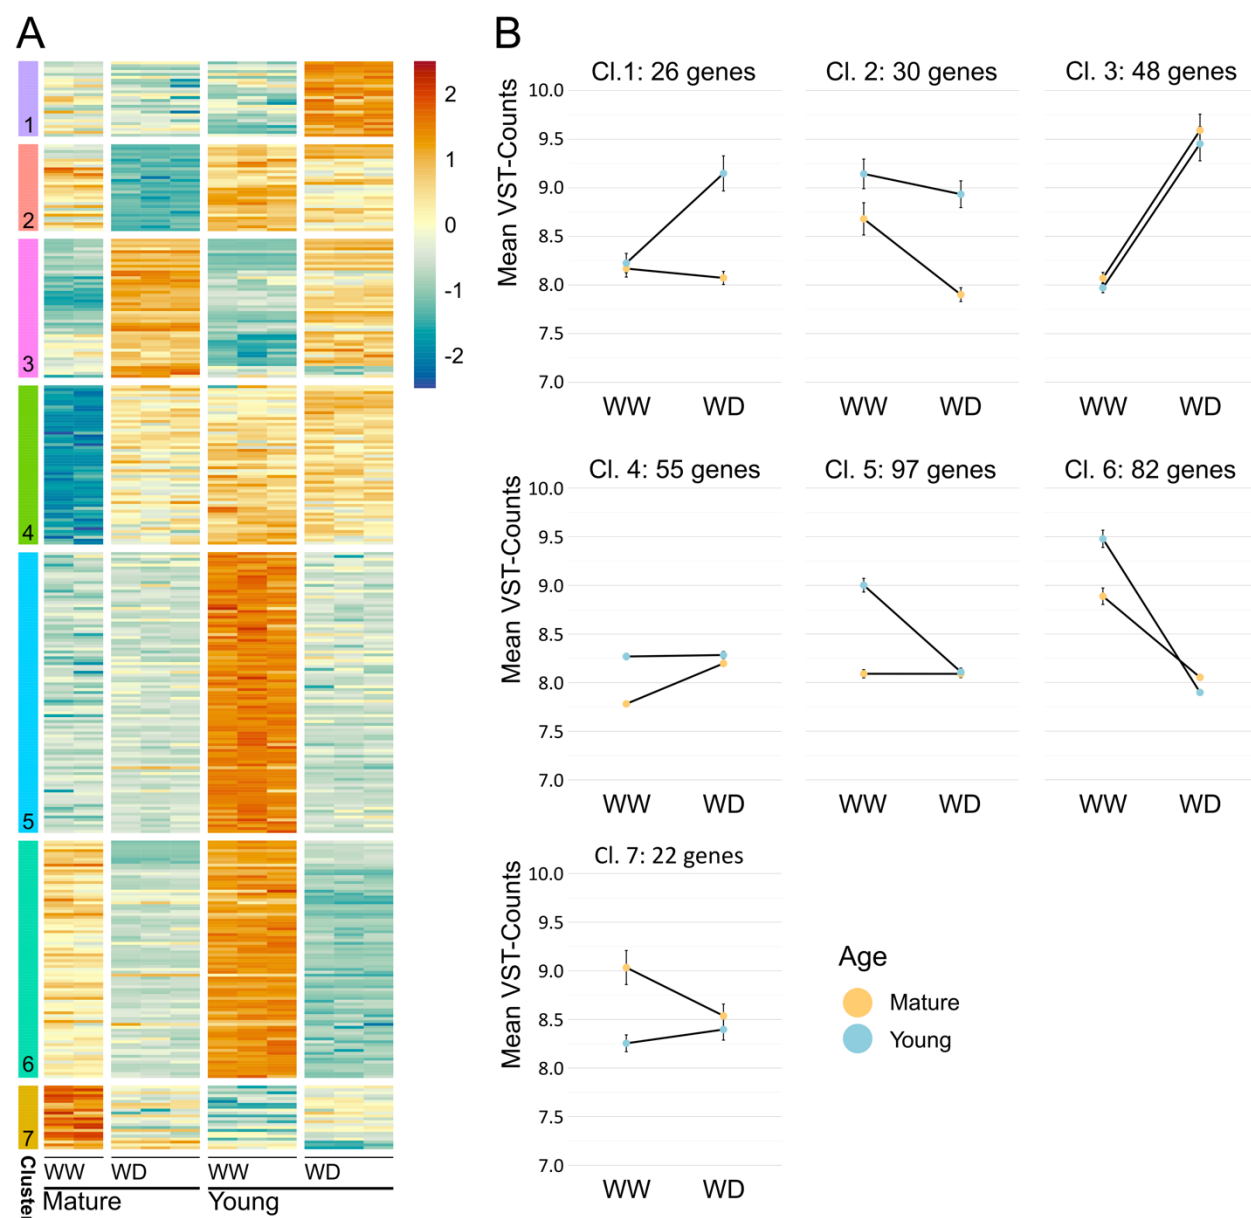 A
1
2
3
4
5
6
7
2
1
0
-1
-2
Cluster
WW
WD
WW
WD
Mature
Young
B
Cl.1: 26 genes
Cl. 2: 30 genes
Cl. 3: 48 genes
Mean VST-Counts
10.0
9.5
9.0
8.5
8.0
7.5
7.0
WW
WD
WW
WD
WW
WD
Cl. 4: 55 genes
Cl. 5: 97 genes
Cl. 6: 82 genes
Mean VST-Counts
10.0
9.5
9.0
8.5
8.0
7.5
7.0
WW
WD
WW
WD
WW
WD
Cl. 7: 22 genes
Mean VST-Counts
10.0
9.5
9.0
8.5
8.0
7.5
7.0
WW
WD
Age
Mature
Young